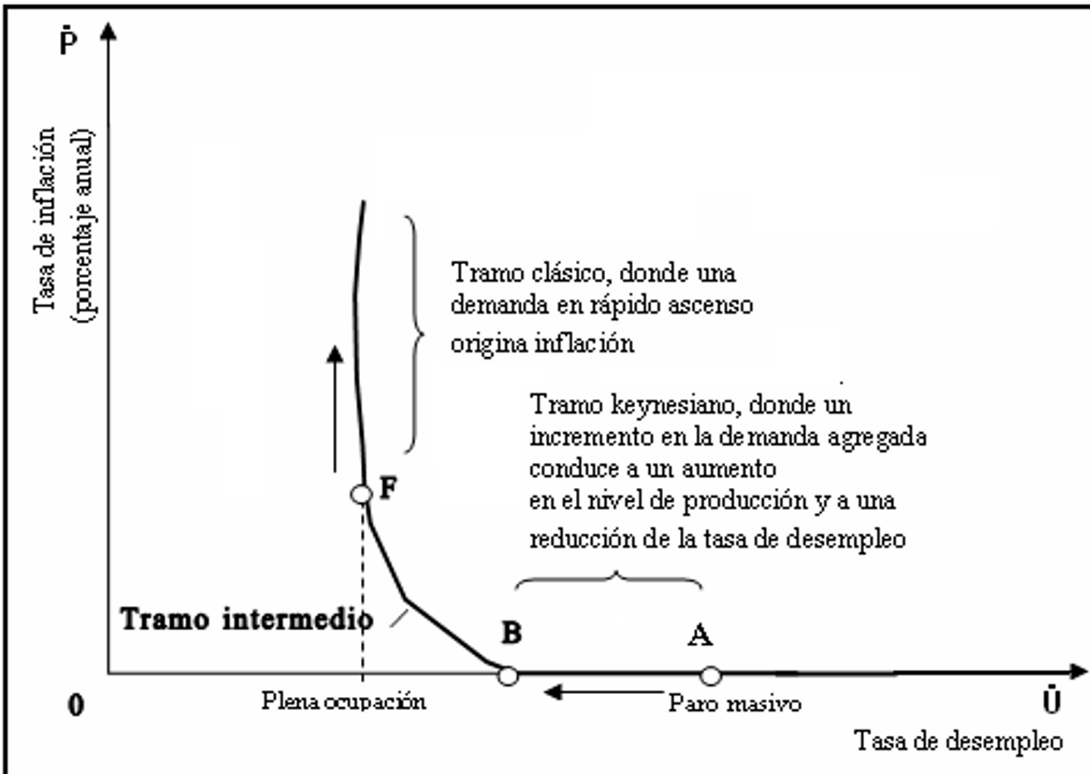 Ṗ
Tasa de inflación
(porcentaje anual)
Tramo clásico, donde una
demanda en rápido ascenso
origina inflación
Tramo keynesiano, donde un
incremento en la demanda agregada
conduce a un aumento
en el nivel de producción y a una
reducción de la tasa de desempleo
F
Tramo intermedio
B
A
0
Plena ocupación
Paro masivo
U̇
Tasa de desempleo